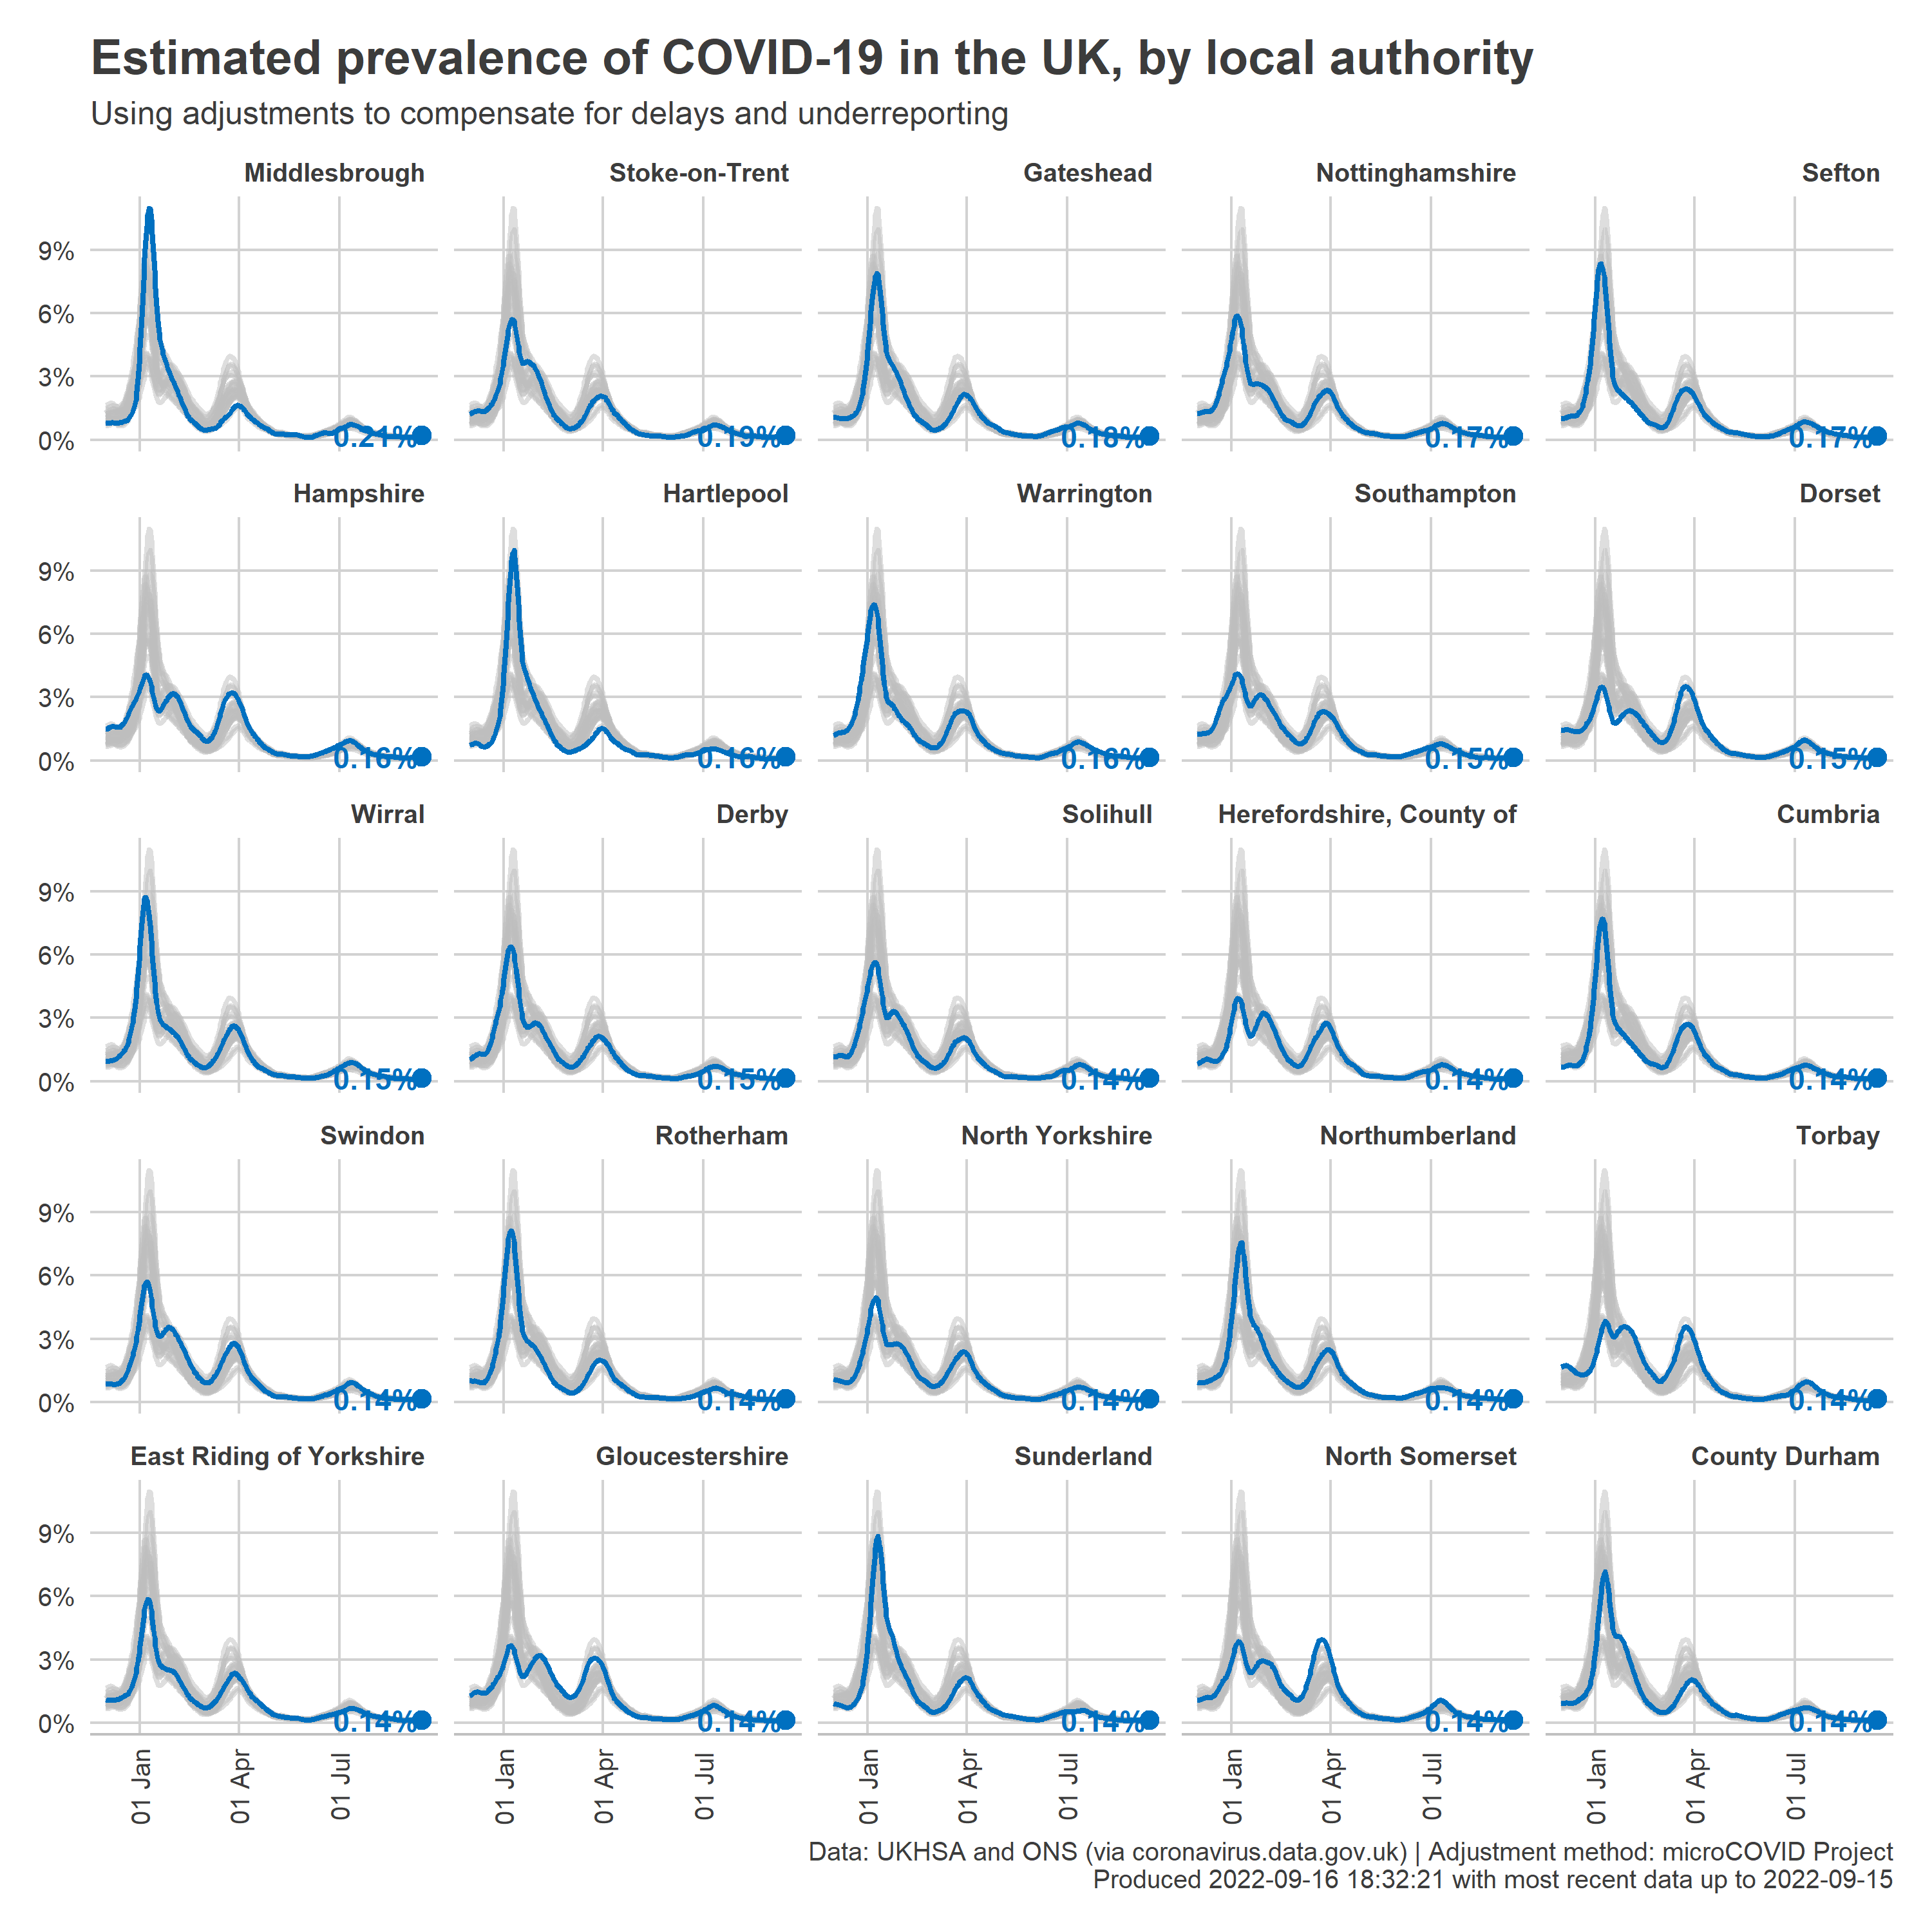 Estimated prevalence of COVID-19 in the UK, by local authority
Using adjustments to compensate for delays and underreporting
Middlesbrough Stoke-on-Trent Gateshead Nottinghamshire Sefton
9%
6%
3%
0%
0.21% 0.19% 0.18% 0.17% 0.17%
Hampshire Hartlepool Warrington Southampton Dorset
9%
6%
3%
0%
0.16% 0.16% 0.16% 0.15% 0.15%
Wirral Derby Solihull Herefordshire, County of Cumbria
9%
6%
3%
0%
0.15% 0.15% 0.14% 0.14% 0.14%
Swindon Rotherham North Yorkshire Northumberland Torbay
9%
6%
3%
0%
0.14% 0.14% 0.14% 0.14% 0.14%
East Riding of Yorkshire Gloucestershire Sunderland North Somerset County Durham
9%
6%
3%
0%
0.14% 0.14% 0.14% 0.14% 0.14%
01 Jan 01 Apr 01 Jul 01 Jan 01 Apr 01 Jul 01 Jan 01 Apr 01 Jul 01 Jan 01 Apr 01 Jul 01 Jan 01 Apr 01 Jul
Data: UKHSA and ONS (via coronavirus.data.gov.uk) | Adjustment method: microCOVID Project
Produced 2022-09-16 18:32:21 with most recent data up to 2022-09-15